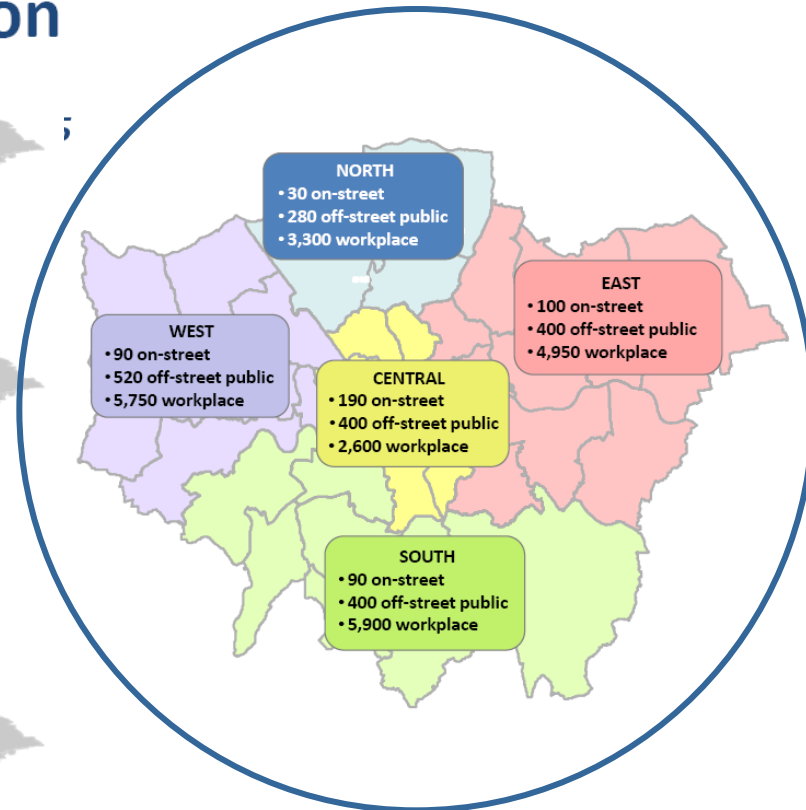 on
NORTH
• 30 on-street
• 280 off-street public
• 3,300 workplace
EAST
• 100 on-street
• 400 off-street public
• 4,950 workplace
WEST
• 90 on-street
• 520 off-street public
• 5,750 workplace
CENTRAL
• 190 on-street
• 400 off-street public
• 2,600 workplace
SOUTH
• 90 on-street
• 400 off-street public
• 5,900 workplace